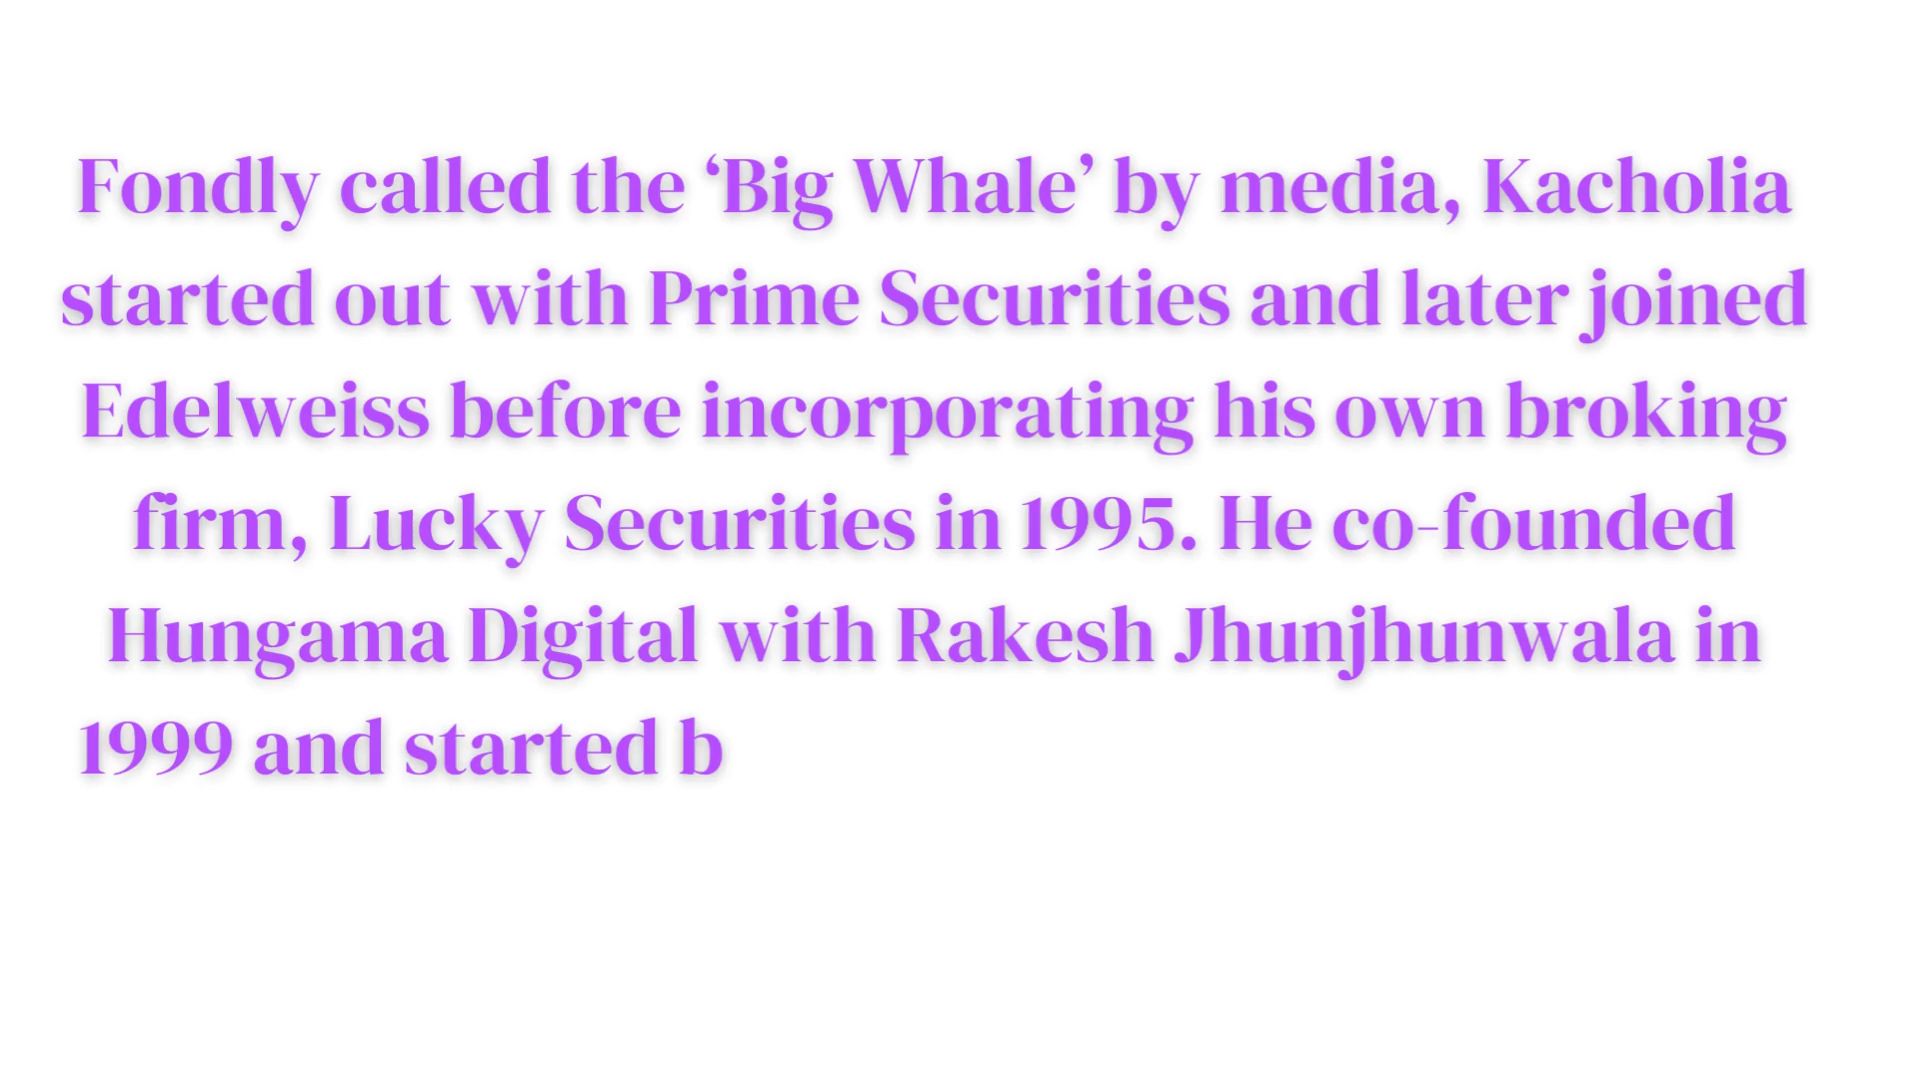 Fondly called the ‘Big Whale’ by media, Kacholia
started out with Prime Securities and later joined
Edelweiss before incorporating his own broking
firm, Lucky Securities in 1995. He co-founded
Hungama Digital with Rakesh Jhunjhunwala in
1999 and started b